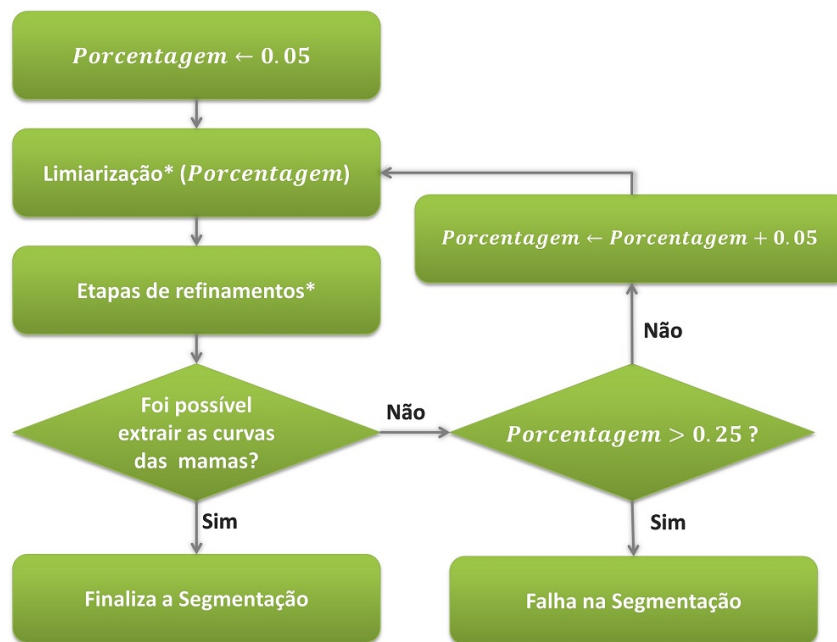 Porcentagem ← 0.05
Limiarização* (Porcentagem)
Etapas de refinamentos*
Foi possível
extrair as curvas
das mamas?
Não
Sim
Finaliza a Segmentação
Porcentagem ← Porcentagem + 0.05
Não
Porcentagem > 0.25 ?
Sim
Falha na Segmentação